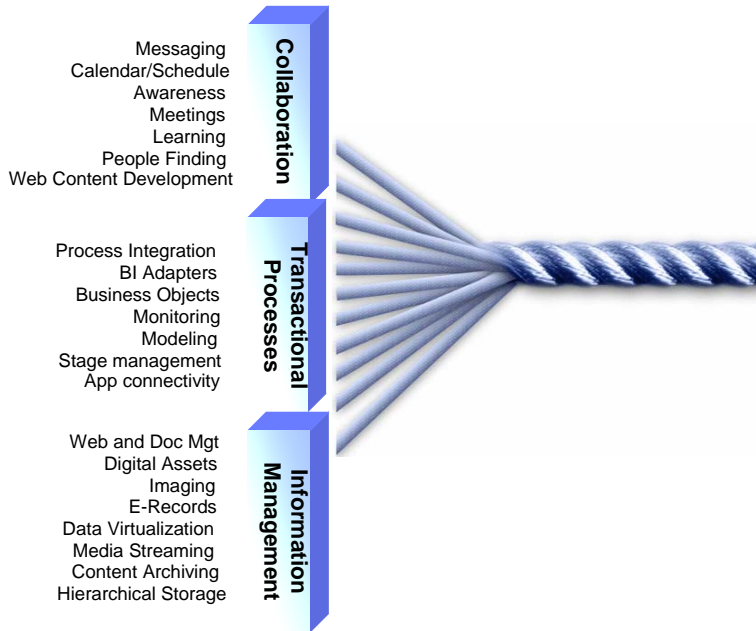 Messaging
Calendar/Schedule
Awareness
Meetings
Learning
People Finding
Web Content Development
Collaboration
Process Integration
BI Adapters
Business Objects
Monitoring
Modeling
Stage management
App connectivity
Transactional
Processes
Web and Doc Mgt
Digital Assets
Imaging
E-Records
Data Virtualization
Media Streaming
Content Archiving
Hierarchical Storage
Information
Management